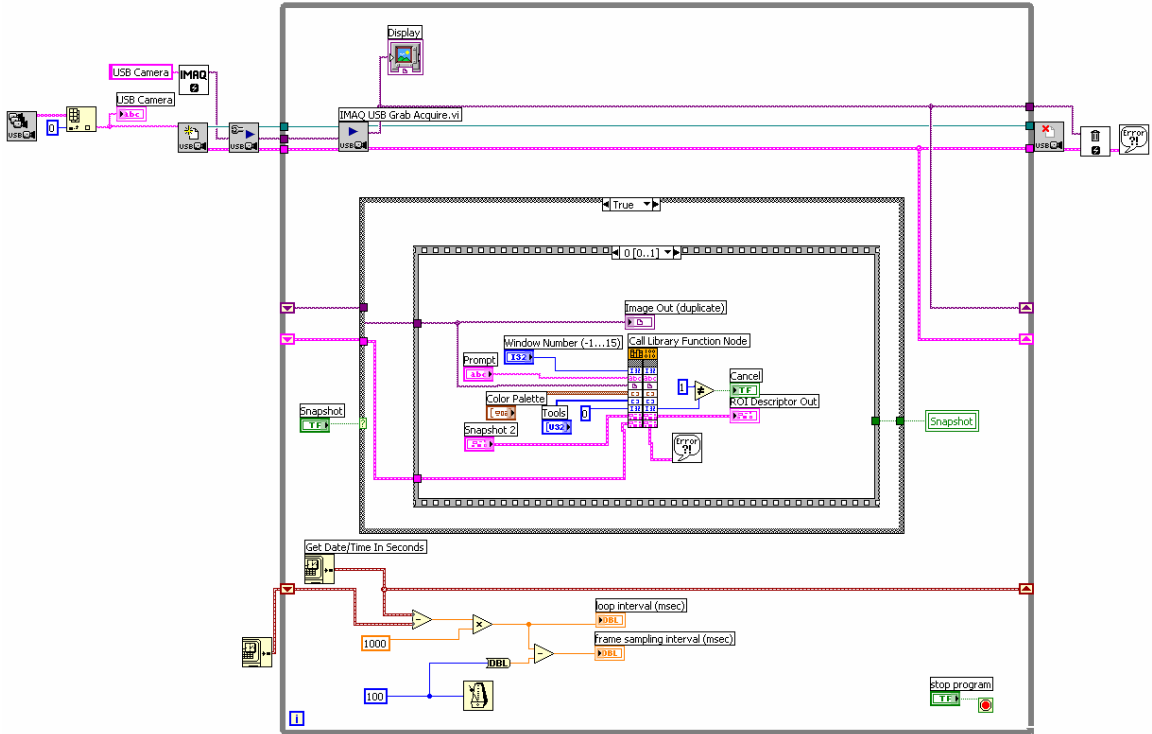 Display
USB Camera
IMAQ
USB Camera
abc
USB
0
IMAQ USB Grab Acquire.vi
USB
USB
USB
USB
Error
?!
True
0 [0..1]
Image Out (duplicate)
Window Number (-1...15)
Call Library Function Node
I32
Prompt
abc
Cancel
1
TF
Color Palette
Tools
0
ROI Descriptor Out
[U32]
Snapshot
TF
?
Snapshot 2
Error
?!
Snapshot
Get Date/Time In Seconds
loop interval (msec)
DBL
1000
frame sampling interval (msec)
DBL
DBL
100
stop program
TF
i